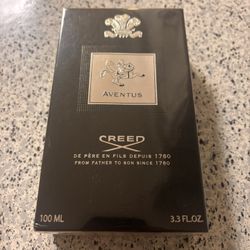 AVENTUS
CREED
DE PÈRE EN FILS DEPUIS 1760
FROM FATHER TO SON SINCE 1760
100 ML 3.3 FL.OZ.